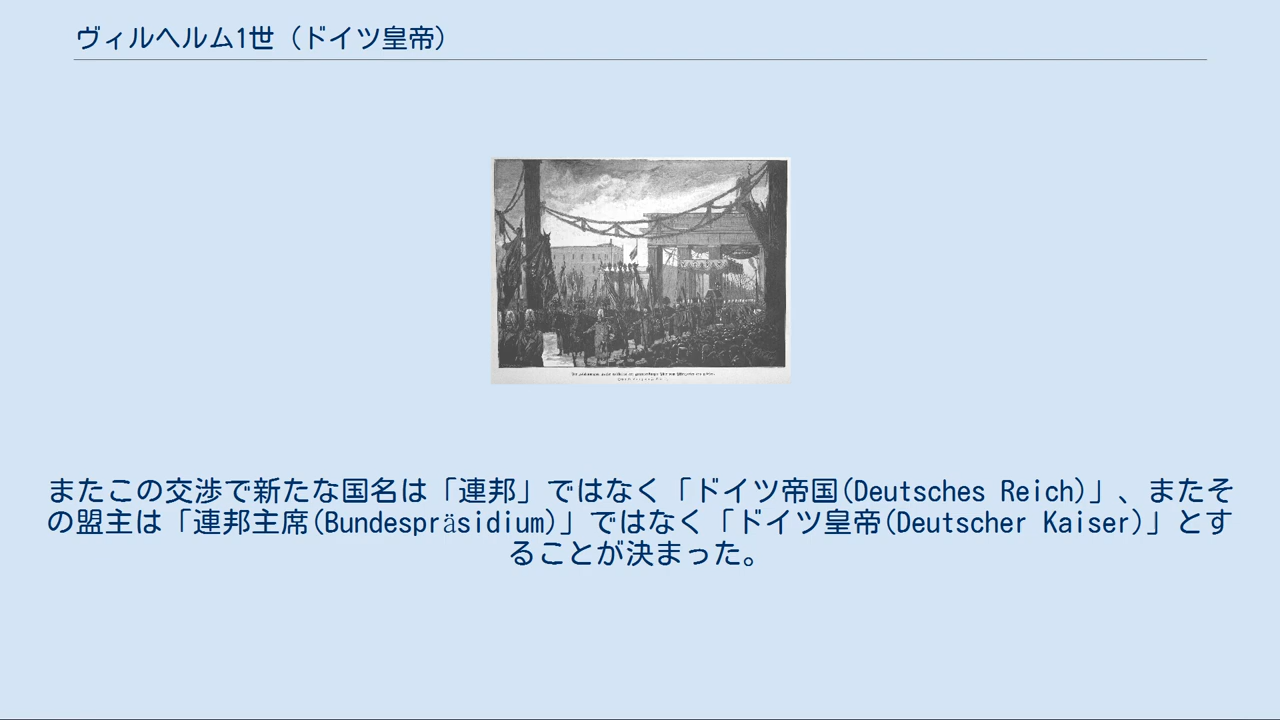 ヴィルヘルム1世（ドイツ皇帝）
またこの交渉で新たな国名は「連邦」ではなく「ドイツ帝国(Deutsches Reich)」、またそ
の盟主は「連邦主席(Bundespräsidium)」ではなく「ドイツ皇帝(Deutscher Kaiser)」とす
ることが決まった。